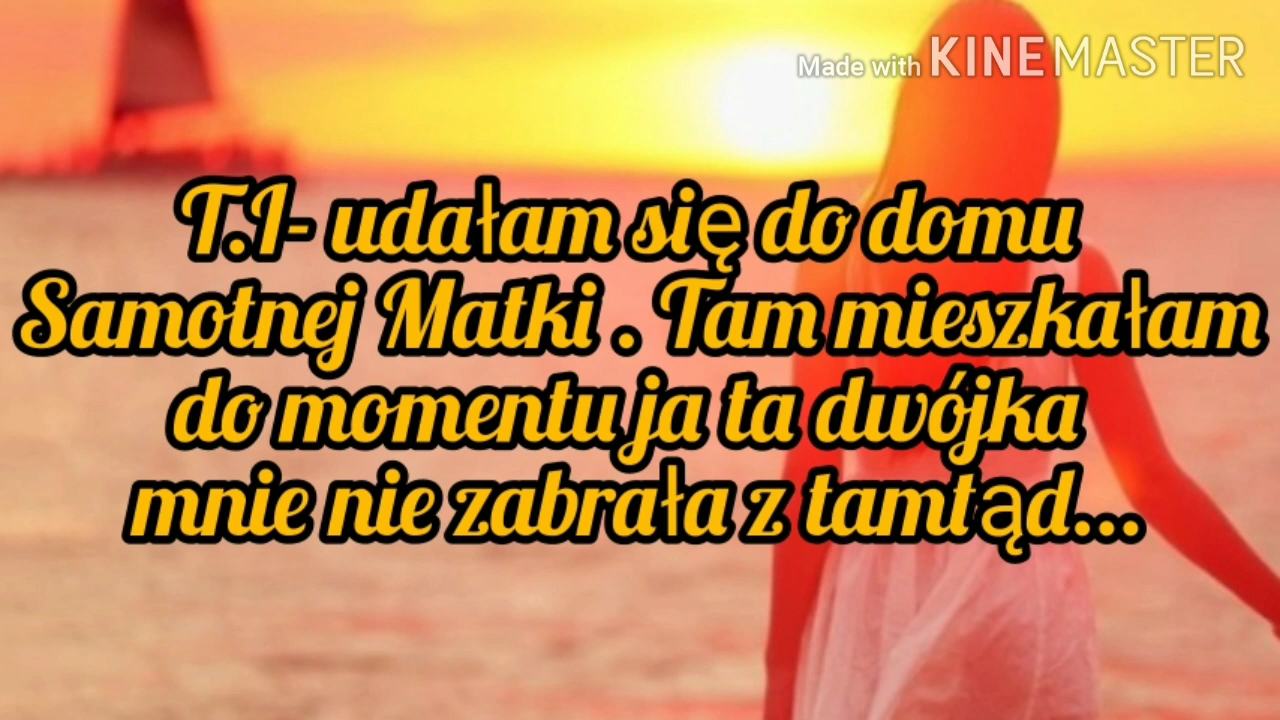 Made with KINEMASTER
T.I- udałam się do domu
Samotnej Matki . Tam mieszkałam
do momentu ja ta dwójka
mnie nie zabrała z tamtąd...